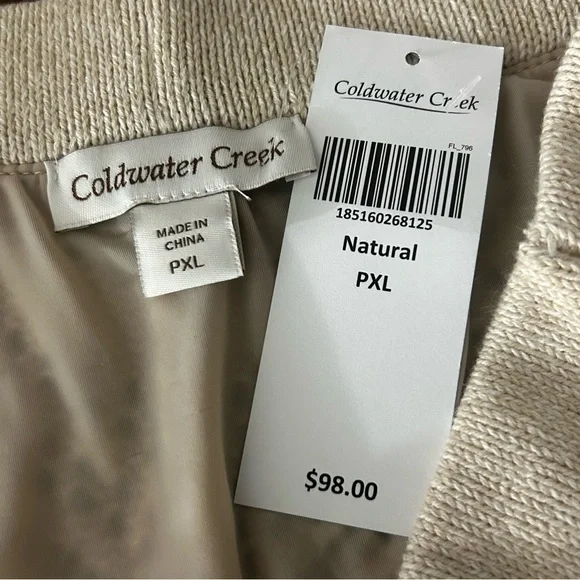 Coldwater Creek
MADE IN
CHINA
PXL
Coldwater Creek
FL_796
185160268125
Natural
PXL
$98.00